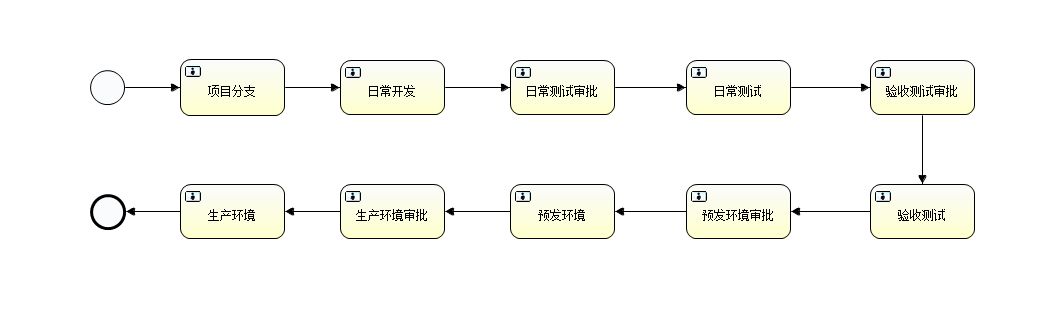 项目分支
日常开发
日常测试审批
日常测试
验收测试审批
生产环境
生产环境审批
预发环境
预发环境审批
验收测试